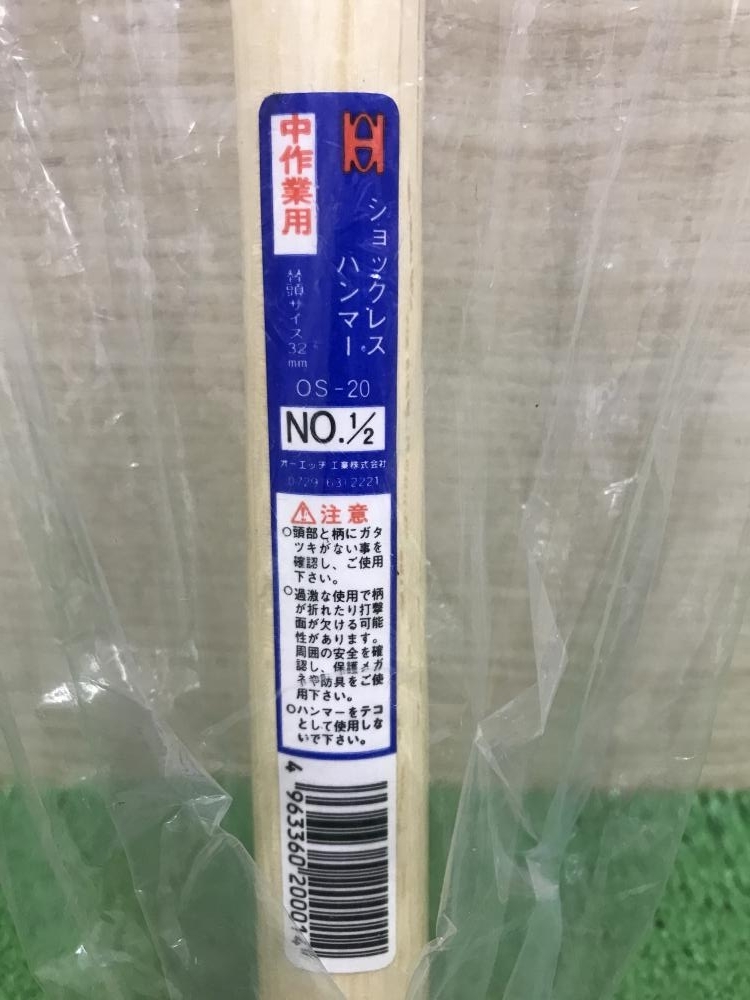 中作業用
ショックレス
ハンマー
替頭サイズ32mm
OS-20
NO.½
オーエッチ工業株式会社
0729(63)2221
注意
○頭部と柄にガタ
ツキがない事を
確認し、ご使用
下さい。
○過激な使用で柄
が折れたり打撃
面が欠ける可能
性があります。
周囲の安全を確
認し、保護メガ
ネや防具をご使
用下さい。
○ハンマーをテコ
として使用しな
いで下さい。
4 963360 200014